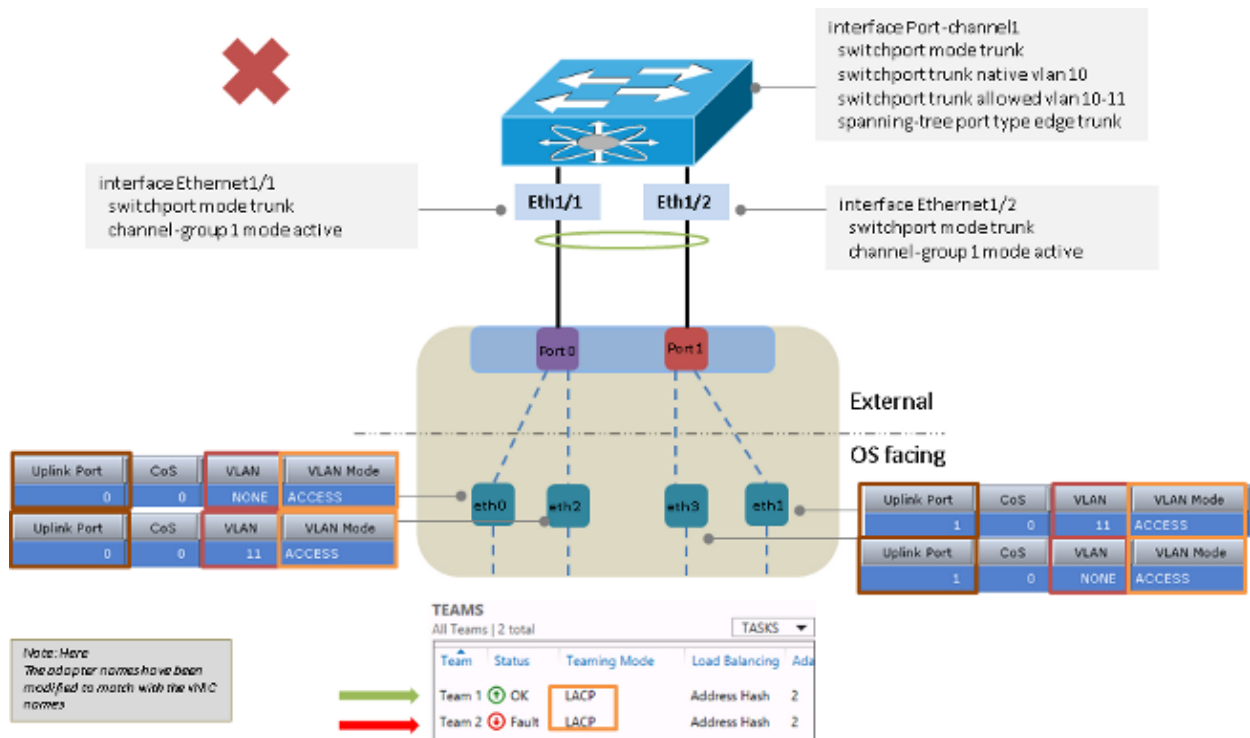 interface Port-channel1
switchport mode trunk
switchport trunk native vlan 10
switchport trunk allowed vlan 10-11
spanning-tree port type edge trunk
interface Ethernet1/1
switchport mode trunk
channel-group 1 mode active
Eth1/1
Eth1/2
interface Ethernet1/2
switchport mode trunk
channel-group 1 mode active
Port 0
Port 1
External
OS facing
Uplink Port CoS VLAN VLAN Mode
0 0 NONE ACCESS
Uplink Port CoS VLAN VLAN Mode
0 0 11 ACCESS
eth0
eth2
eth3
eth1
Uplink Port CoS VLAN VLAN Mode
1 0 11 ACCESS
Uplink Port CoS VLAN VLAN Mode
1 0 NONE ACCESS
TEAMS
All Teams | 2 total
TASKS
Team Status Teaming Mode Load Balancing Ada
Team 1 OK LACP Address Hash 2
Team 2 Fault LACP Address Hash 2
Note: Here
The adapter names have been
modified to match with the vNIC
names